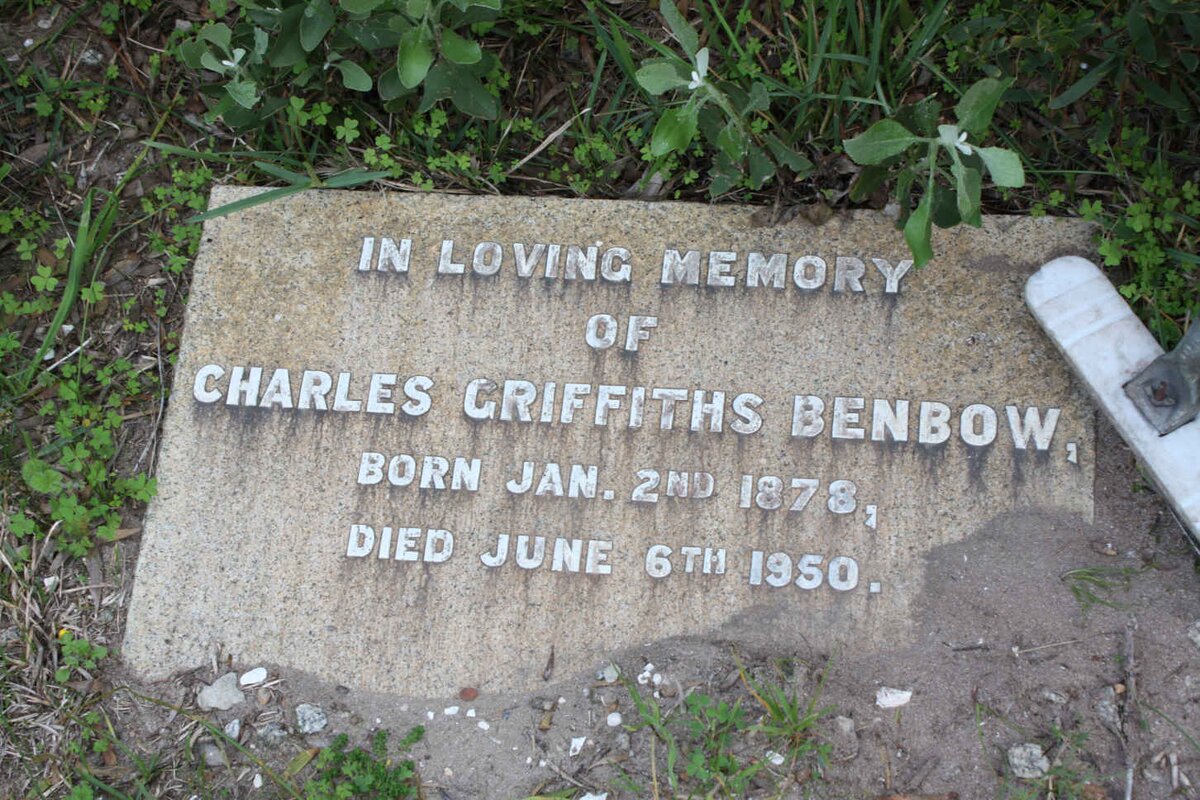 IN LOVING MEMORY
OF
CHARLES GRIFFITHS BENBOW,
BORN JAN. 2ND 1878;
DIED JUNE 6TH 1950.